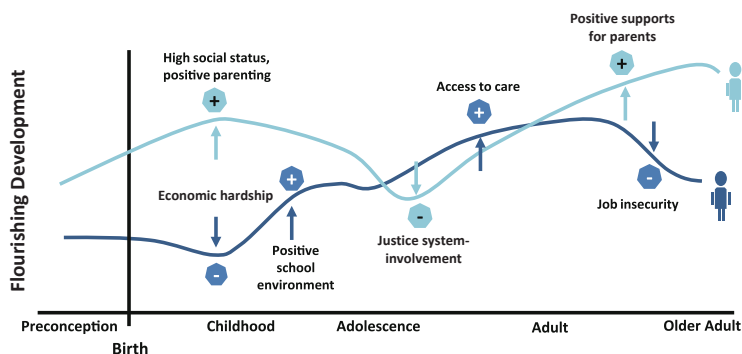 Positive supports
for parents
High social status,
positive parenting
+
+
Access to care
+
Flourishing Development
Economic hardship
+
-
Job insecurity
-
-
Positive
school
environment
Justice system-
involvement
Preconception
Childhood
Adolescence
Adult
Older Adult
Birth